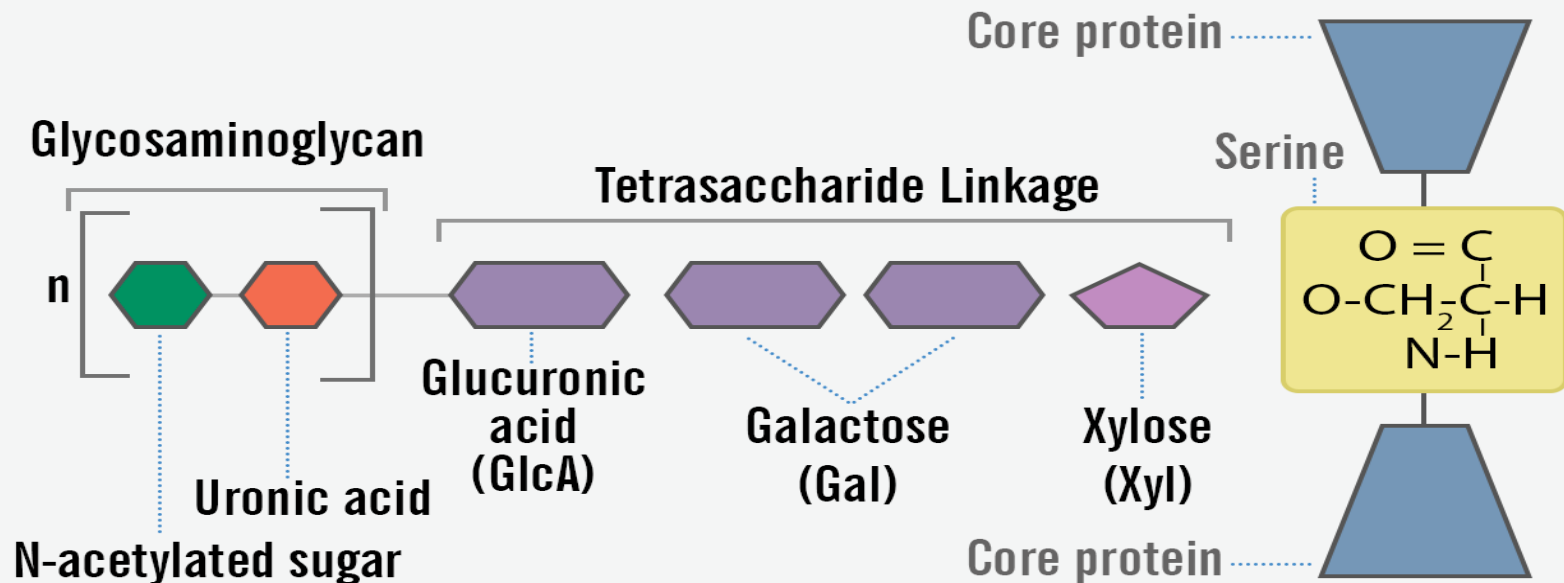 Core protein
Glycosaminoglycan
Serine
Tetrasaccharide Linkage
n
O = C
O-CH2-C-H
N-H
Glucuronic
acid
(GlcA)
Galactose
(Gal)
Xylose
(Xyl)
Uronic acid
N-acetylated sugar
Core protein